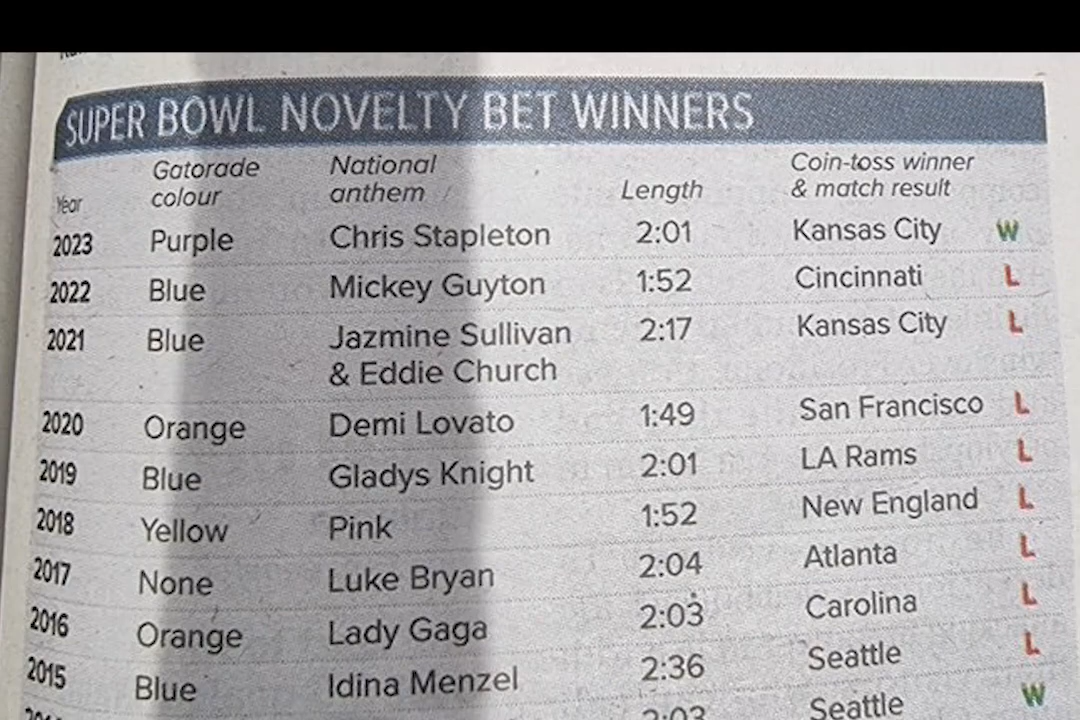 SUPER BOWL NOVELTY BET WINNERS
Year Gatorade colour National anthem Length Coin-toss winner & match result
2023 Purple Chris Stapleton 2:01 Kansas City W
2022 Blue Mickey Guyton 1:52 Cincinnati L
2021 Blue Jazmine Sullivan & Eddie Church 2:17 Kansas City L
2020 Orange Demi Lovato 1:49 San Francisco L
2019 Blue Gladys Knight 2:01 LA Rams L
2018 Yellow Pink 1:52 New England L
2017 None Luke Bryan 2:04 Atlanta L
2016 Orange Lady Gaga 2:03 Carolina L
2015 Blue Idina Menzel 2:36 Seattle L
2:03 Seattle W